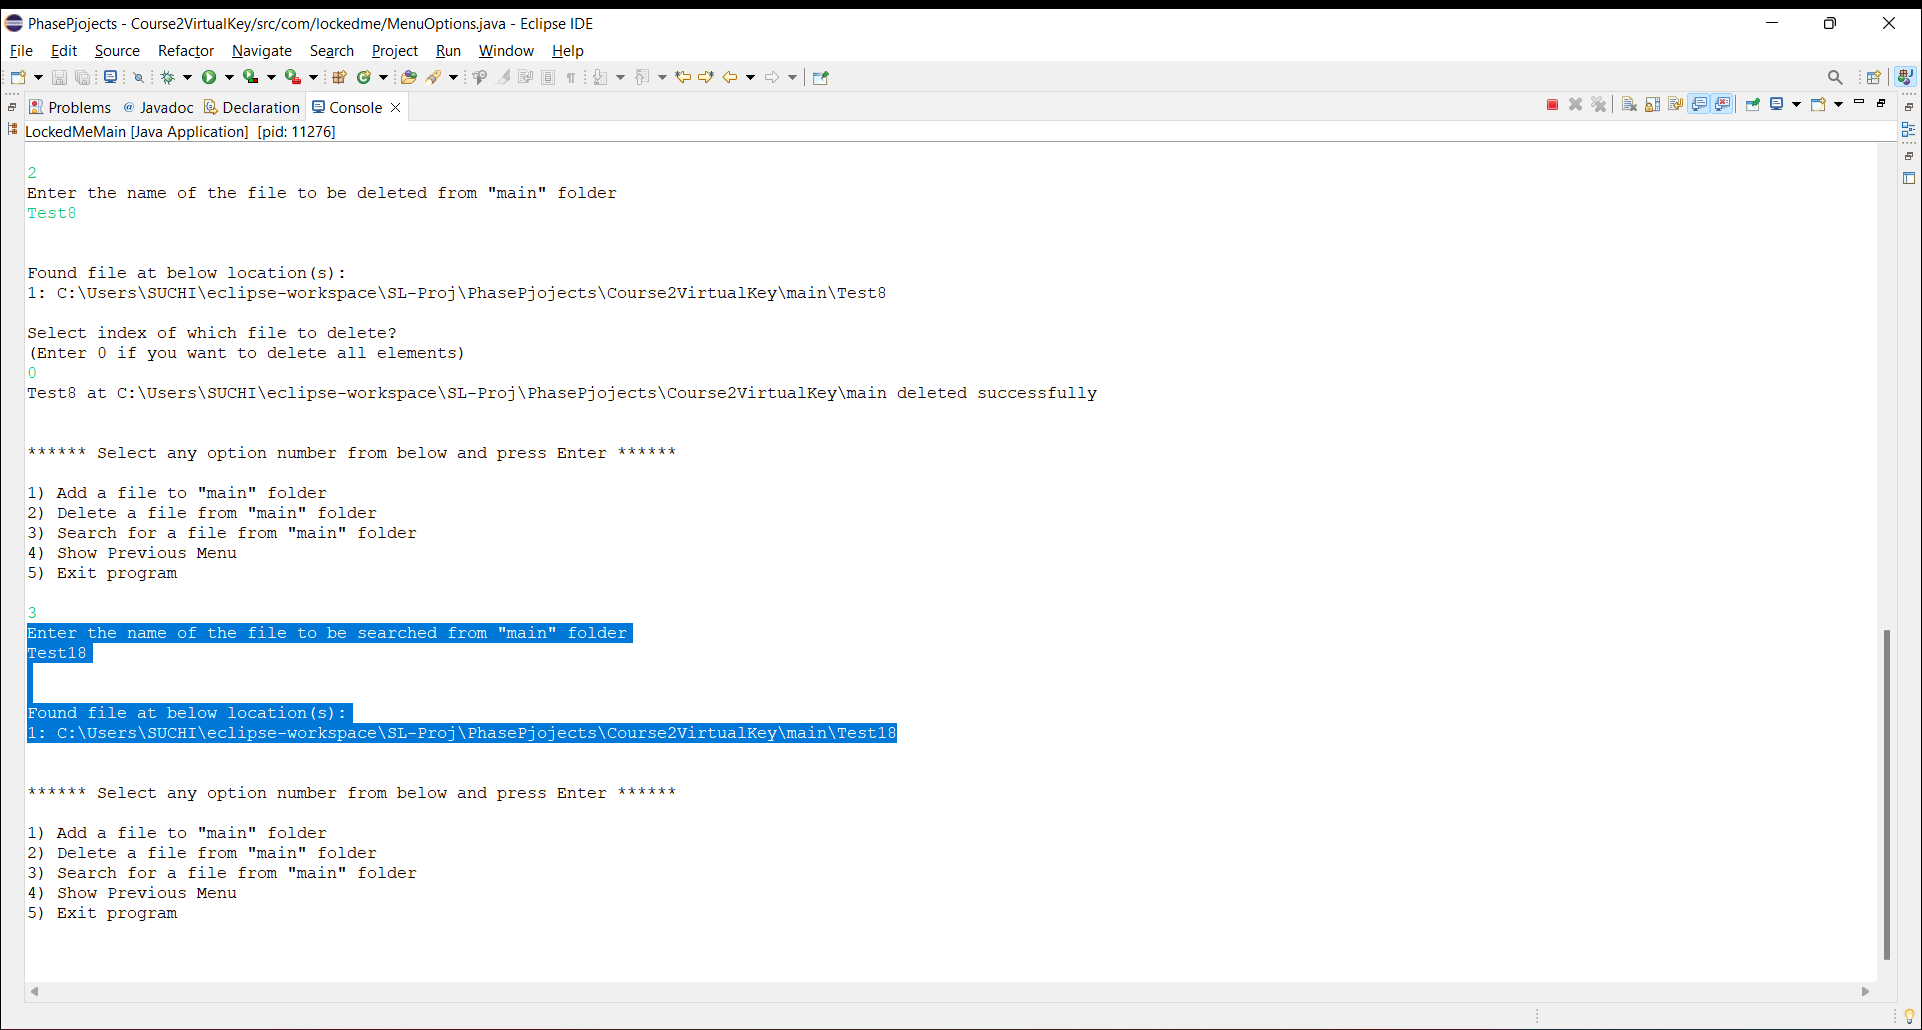 PhasePjojects - Course2VirtualKey/src/com/lockedme/MenuOptions.java - Eclipse IDE
File Edit Source Refactor Navigate Search Project Run Window Help
Problems @ Javadoc Declaration Console
LockedMeMain [Java Application] [pid: 11276]
2
Enter the name of the file to be deleted from "main" folder
Test8
Found file at below location(s):
1: C:\Users\SUCHI\eclipse-workspace\SL-Proj\PhasePjojects\Course2VirtualKey\main\Test8
Select index of which file to delete?
(Enter 0 if you want to delete all elements)
0
Test8 at C:\Users\SUCHI\eclipse-workspace\SL-Proj\PhasePjojects\Course2VirtualKey\main deleted successfully
****** Select any option number from below and press Enter ******
1) Add a file to "main" folder
2) Delete a file from "main" folder
3) Search for a file from "main" folder
4) Show Previous Menu
5) Exit program
3
Enter the name of the file to be searched from "main" folder
Test18
Found file at below location(s):
1: C:\Users\SUCHI\eclipse-workspace\SL-Proj\PhasePjojects\Course2VirtualKey\main\Test18
****** Select any option number from below and press Enter ******
1) Add a file to "main" folder
2) Delete a file from "main" folder
3) Search for a file from "main" folder
4) Show Previous Menu
5) Exit program